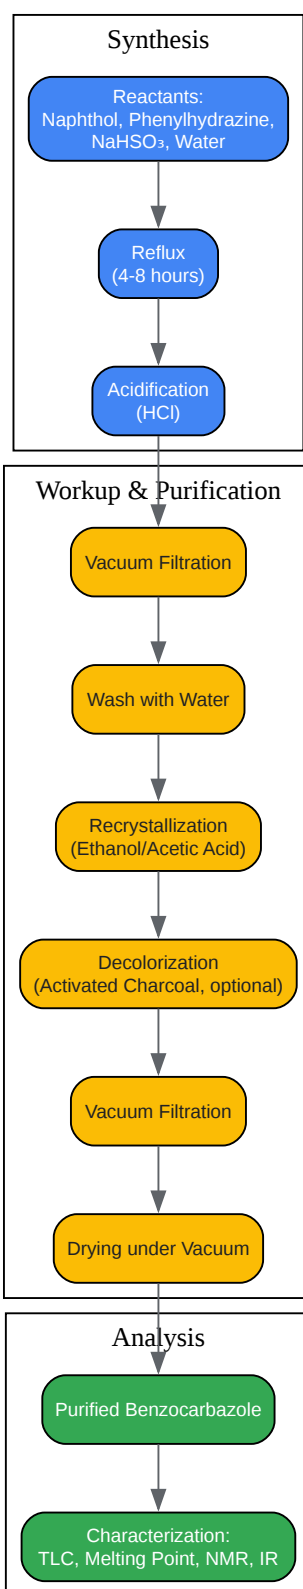 Synthesis
Reactants:
Naphthol, Phenylhydrazine,
NaHSO₃, Water
Reflux
(4-8 hours)
Acidification
(HCl)
Workup & Purification
Vacuum Filtration
Wash with Water
Recrystallization
(Ethanol/Acetic Acid)
Decolorization
(Activated Charcoal, optional)
Vacuum Filtration
Drying under Vacuum
Analysis
Purified Benzocarbazole
Characterization:
TLC, Melting Point, NMR, IR